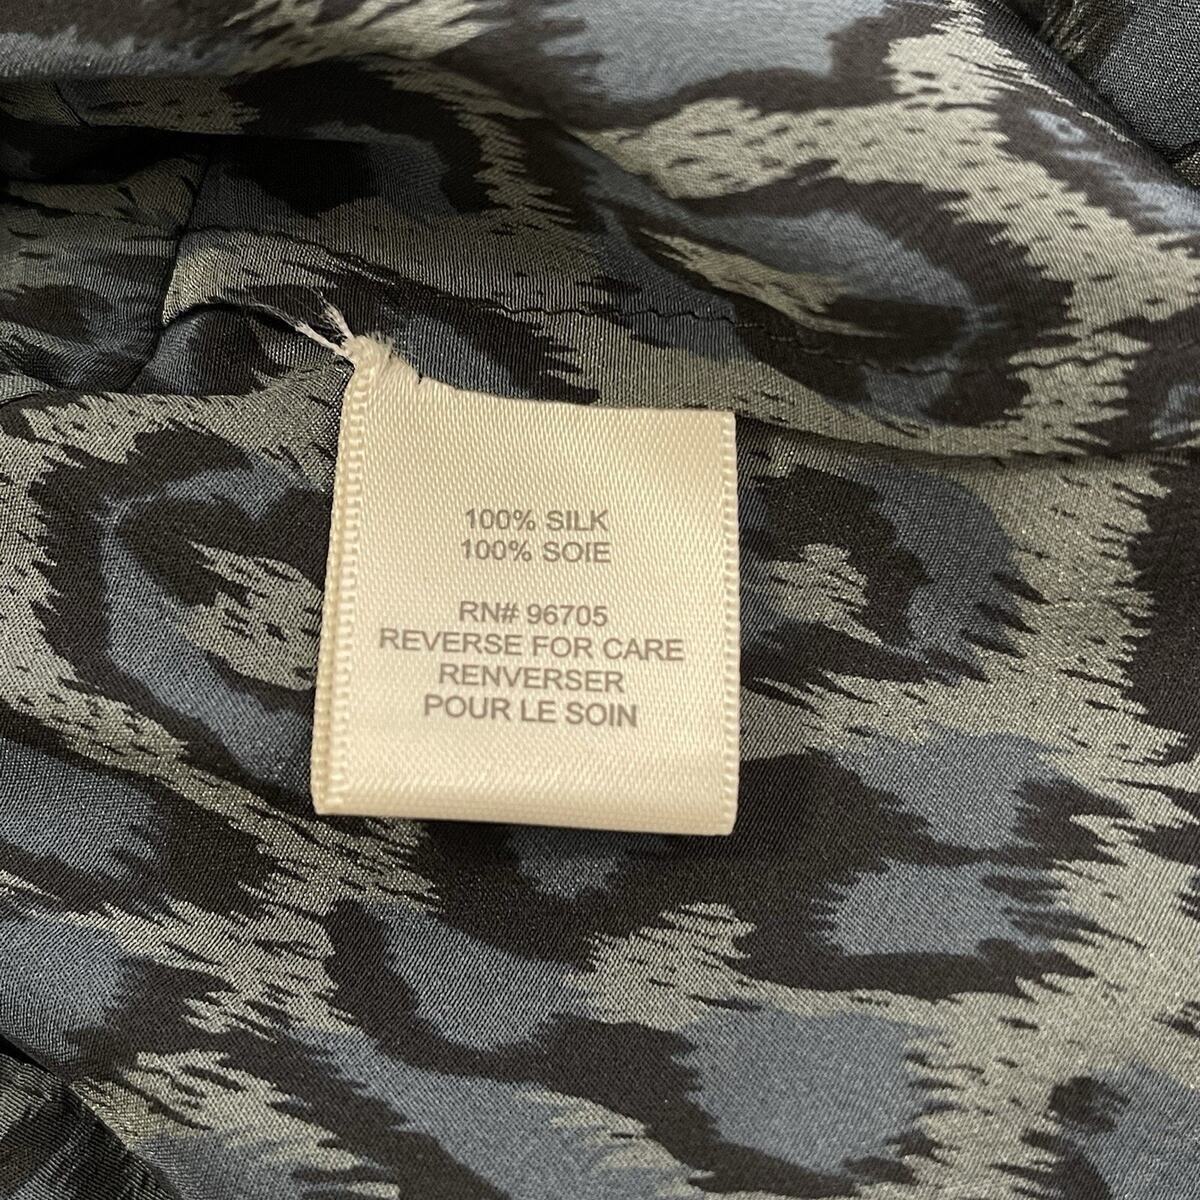 100% SILK
100% SOIE
RN# 96705
REVERSE FOR CARE
RENVERSER
POUR LE SOIN